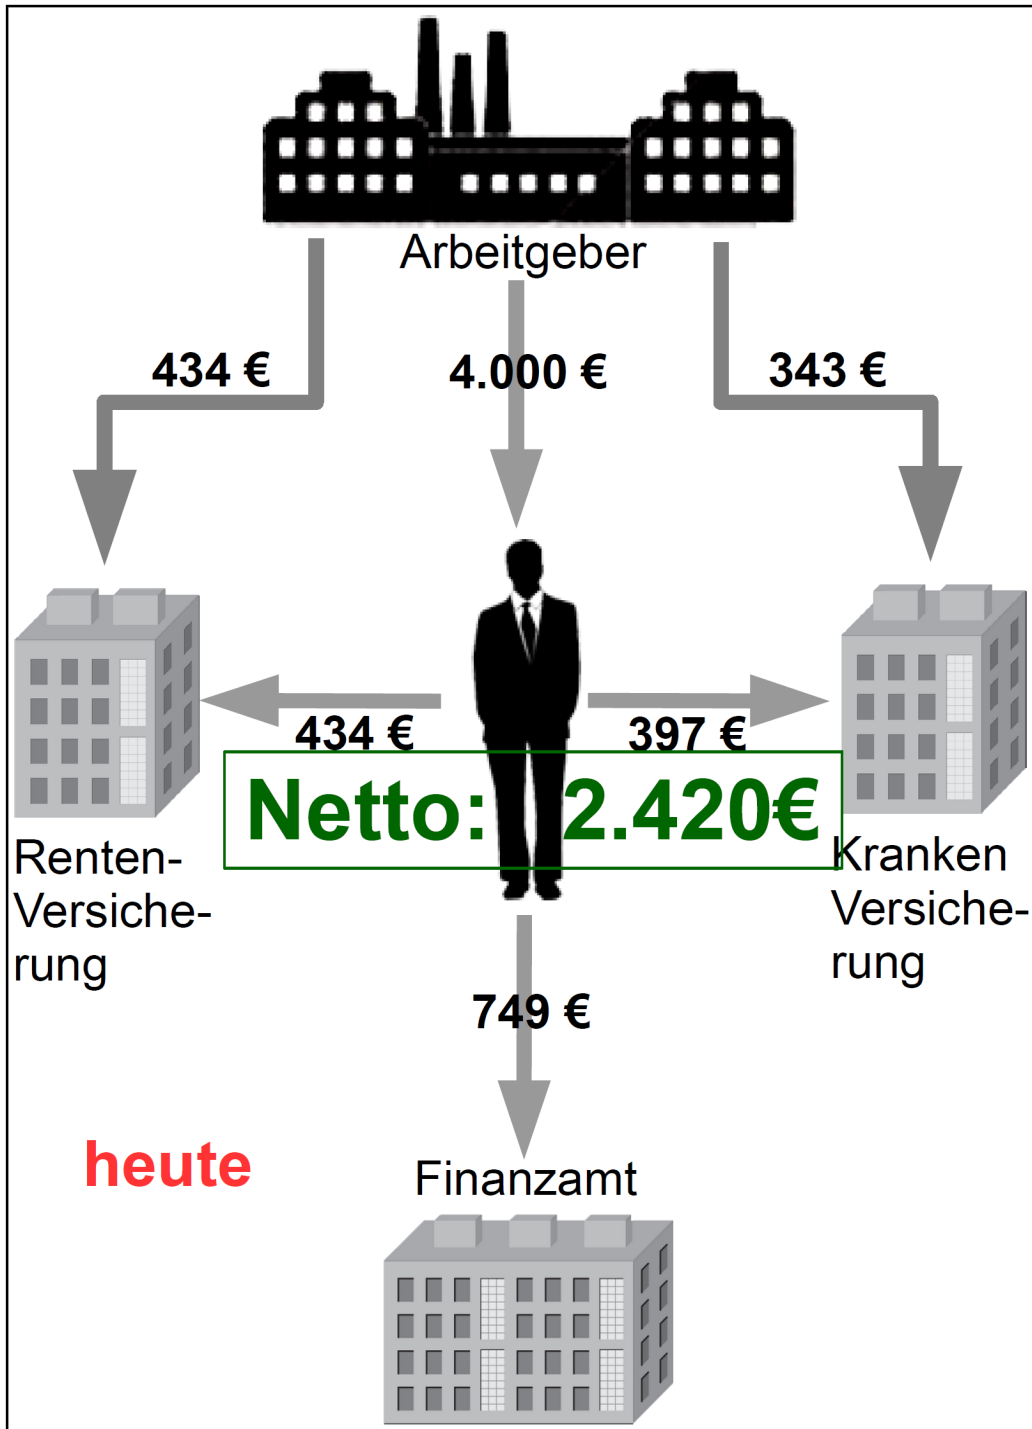 Arbeitgeber
434 €
4.000 €
343 €
434 €
397 €
Netto: 2.420€
Renten-
Versiche-
rung
Kranken
Versiche-
rung
749 €
heute
Finanzamt